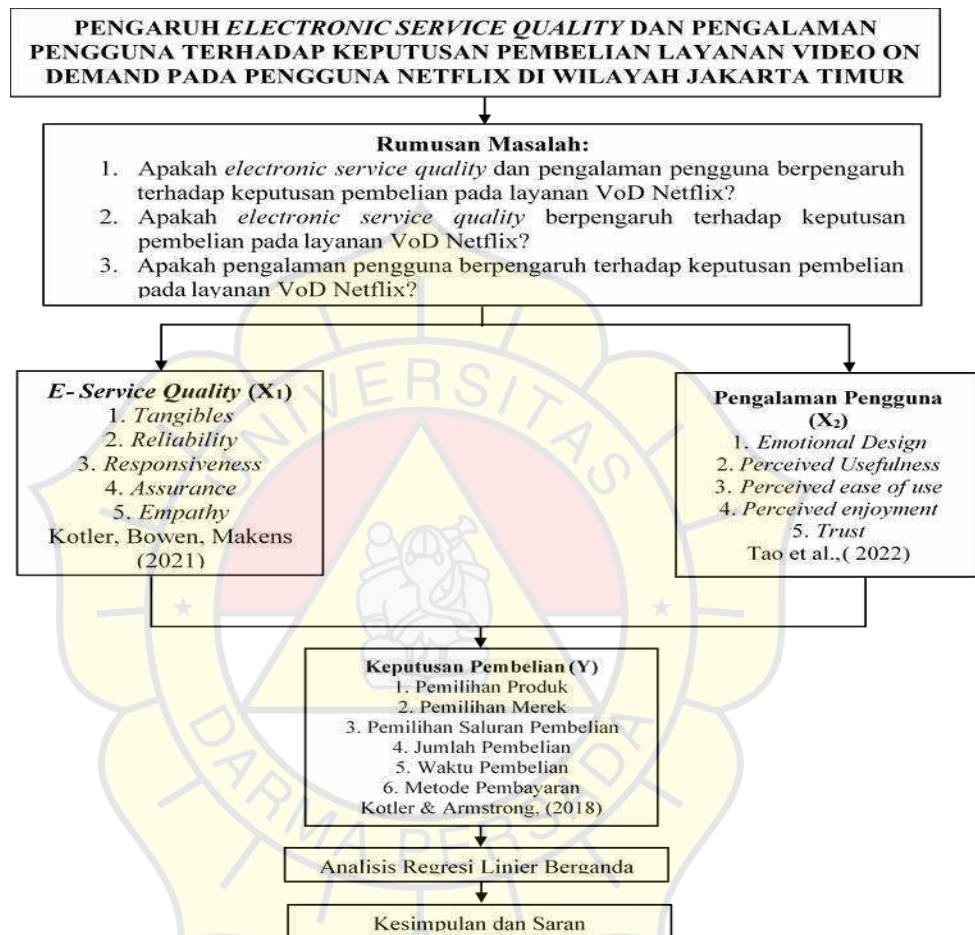 PENGARUH ELECTRONIC SERVICE QUALITY DAN PENGALAMAN
PENGGUNA TERHADAP KEPUTUSAN PEMBELIAN LAYANAN VIDEO ON
DEMAND PADA PENGGUNA NETFLIX DI WILAYAH JAKARTA TIMUR
Rumusan Masalah:
1. Apakah electronic service quality dan pengalaman pengguna berpengaruh
terhadap keputusan pembelian pada layanan VoD Netflix?
2. Apakah electronic service quality berpengaruh terhadap keputusan
pembelian pada layanan VoD Netflix?
3. Apakah pengalaman pengguna berpengaruh terhadap keputusan pembelian
pada layanan VoD Netflix?
E- Service Quality (X₁)
1. Tangibles
2. Reliability
3. Responsiveness
4. Assurance
5. Empathy
Kotler, Bowen, Makens
(2021)
Pengalaman Pengguna
(X₂)
1. Emotional Design
2. Perceived Usefulness
3. Perceived ease of use
4. Perceived enjoyment
5. Trust
Tao et al.,( 2022)
Keputusan Pembelian (Y)
1. Pemilihan Produk
2. Pemilihan Merek
3. Pemilihan Saluran Pembelian
4. Jumlah Pembelian
5. Waktu Pembelian
6. Metode Pembayaran
Kotler & Armstrong, (2018)
Analisis Regresi Linier Berganda
Kesimpulan dan Saran
UNIVERSITAS
DARMA PERSADA